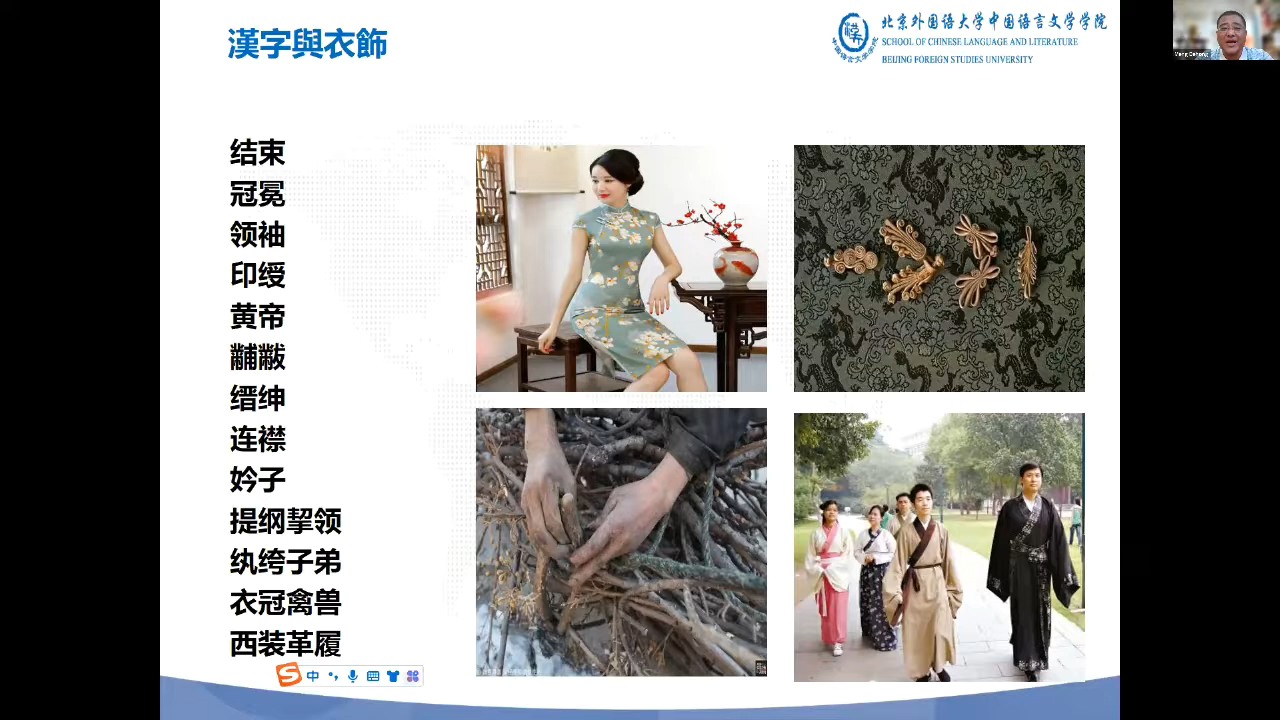 漢字與衣飾
北京外国语大学中国语言文学学院
SCHOOL OF CHINESE LANGUAGE AND LITERATURE
BEIJING FOREIGN STUDIES UNIVERSITY
结束
冠冕
领袖
印绶
黄帝
黼黻
缙绅
连襟
妗子
提纲挈领
纨绔子弟
衣冠禽兽
西装革履
中